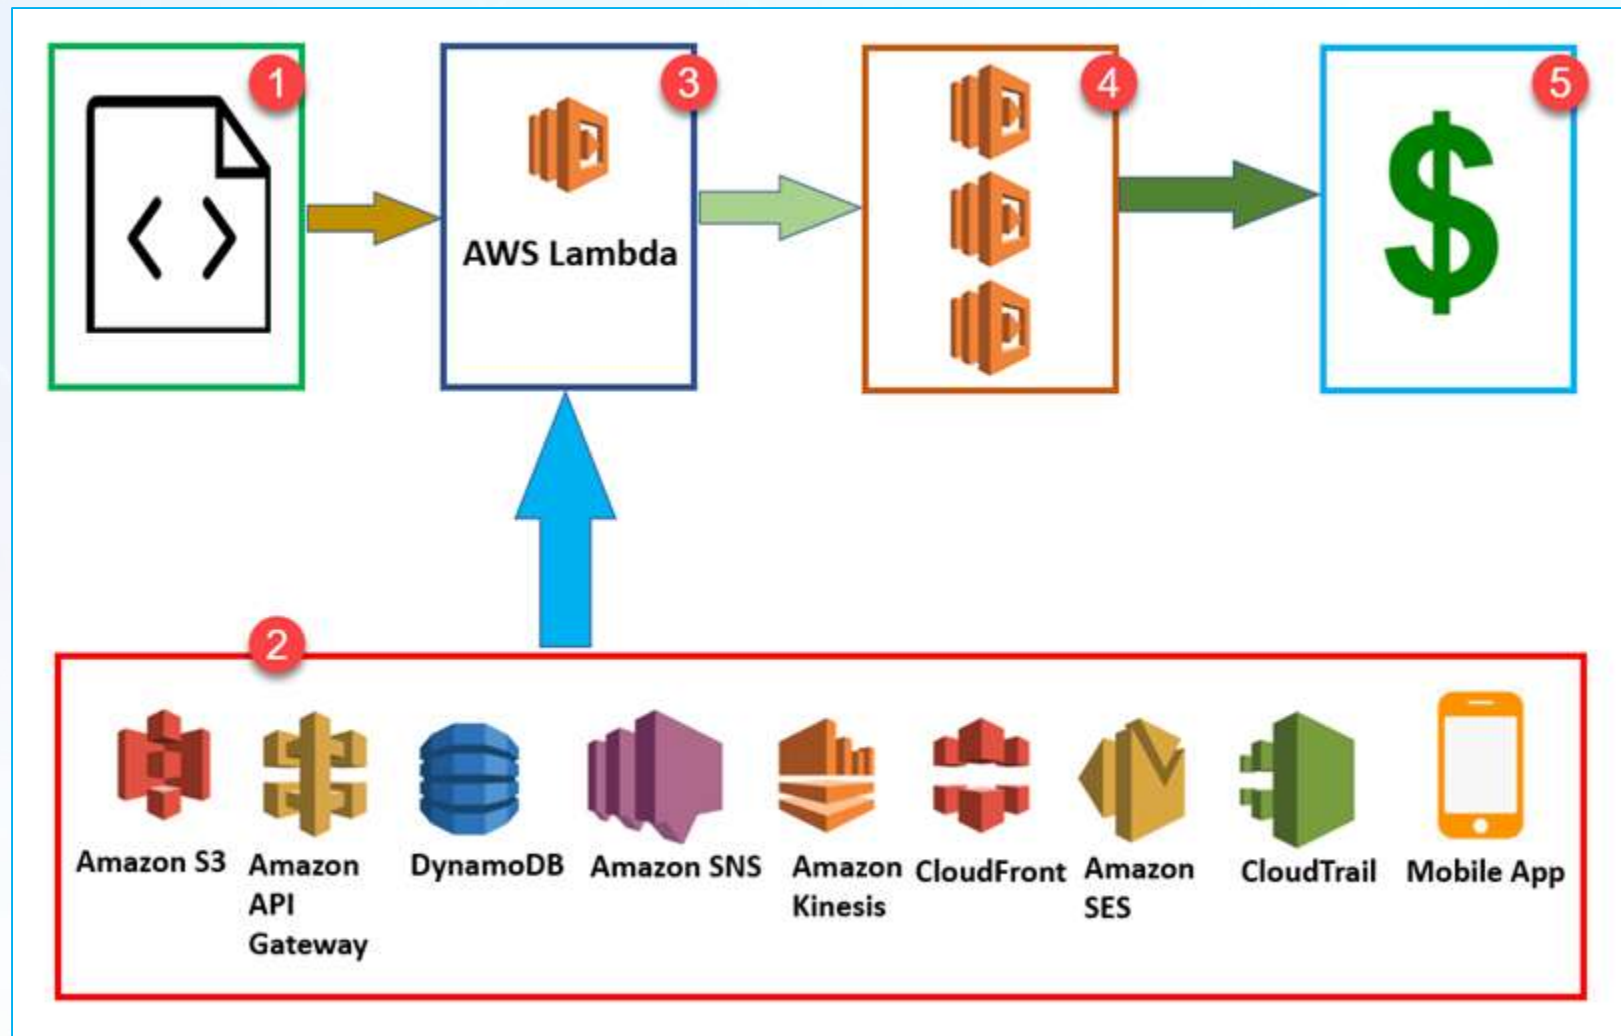 1
3
4
5
AWS Lambda
$
2
Amazon S3
Amazon
API
Gateway
DynamoDB
Amazon SNS
Amazon
Kinesis
CloudFront
Amazon
SES
CloudTrail
Mobile App